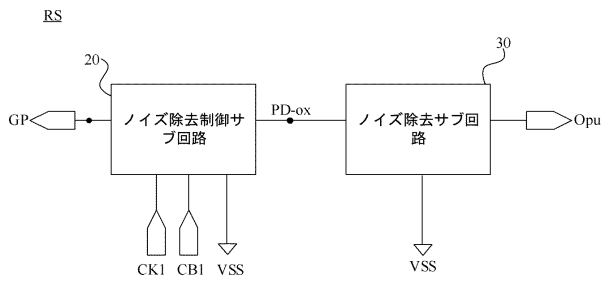 RS
20
30
GP
ノイズ除去制御サ
ブ回路
PD-ox
ノイズ除去サブ回
路
Opu
CK1
CB1
VSS
VSS